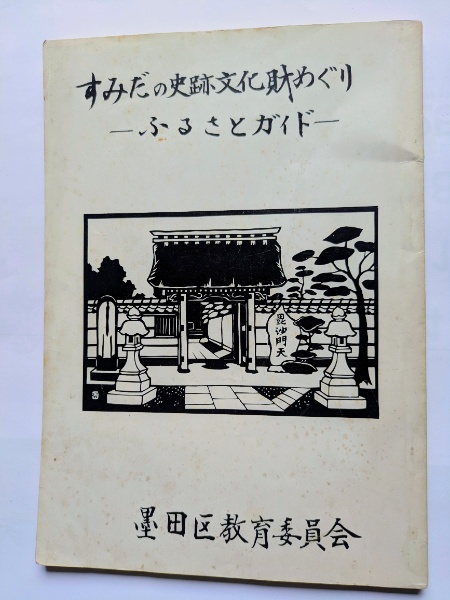 すみだの史跡文化財めぐり
―ふるさとガイド―
毘沙門天
墨田区教育委員会